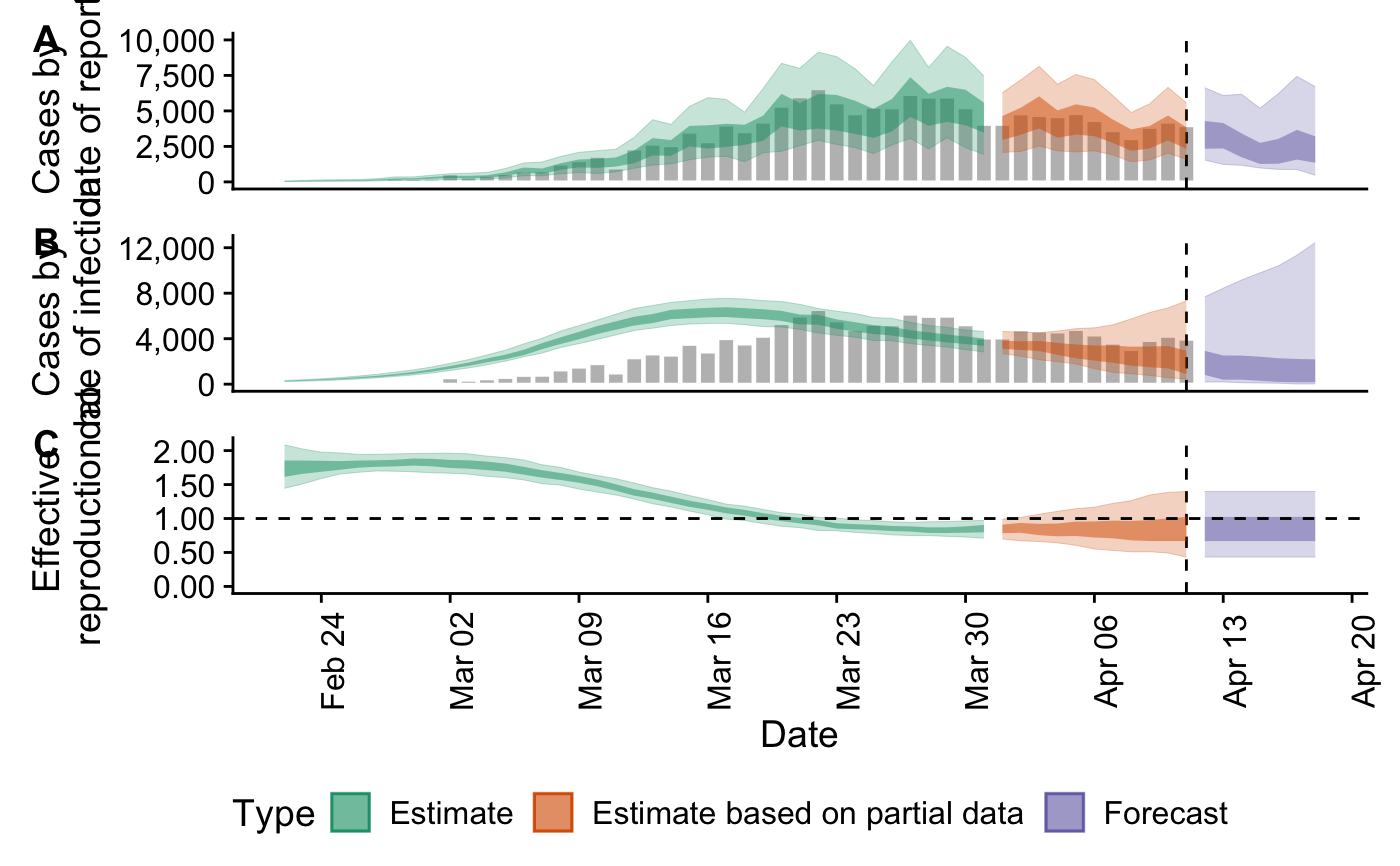 A
Cases by
date of report
10,000
7,500
5,000
2,500
0
B
Cases by
date of infection
12,000
8,000
4,000
0
C
Effective
reproduction no.
2.00
1.50
1.00
0.50
0.00
Feb 24
Mar 02
Mar 09
Mar 16
Mar 23
Mar 30
Apr 06
Apr 13
Apr 20
Date
Type
Estimate
Estimate based on partial data
Forecast